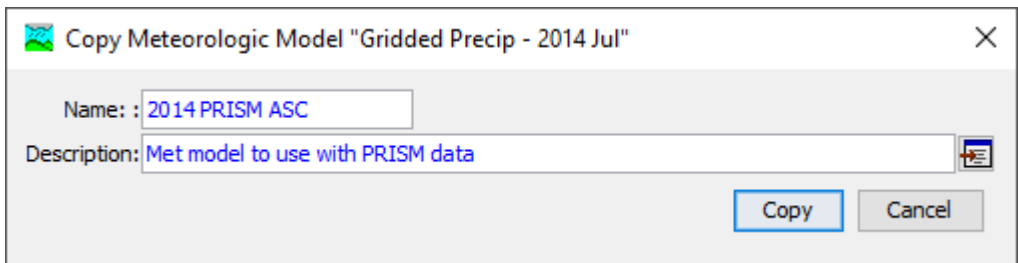 Copy Meteorologic Model "Gridded Precip - 2014 Jul"
Name: : 2014 PRISM ASC
Description: Met model to use with PRISM data
Copy Cancel